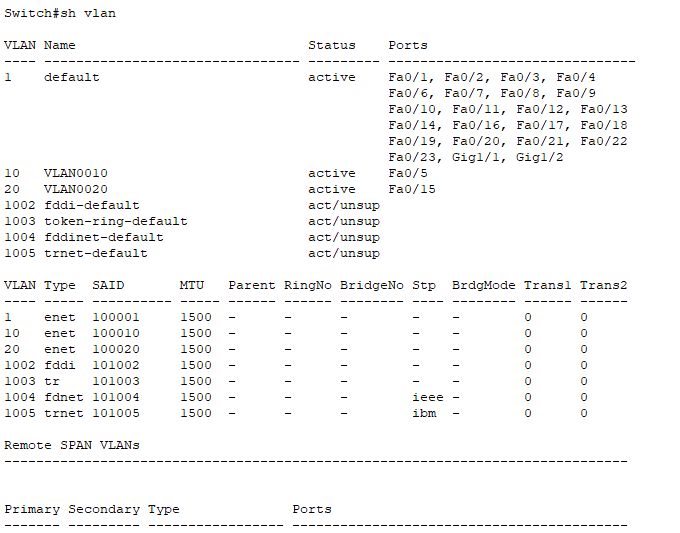 Switch#sh vlan
VLAN Name                             Status    Ports
---- -------------------------------- --------- -------------------------------
1    default                          active    Fa0/1, Fa0/2, Fa0/3, Fa0/4
                                                Fa0/6, Fa0/7, Fa0/8, Fa0/9
                                                Fa0/10, Fa0/11, Fa0/12, Fa0/13
                                                Fa0/14, Fa0/16, Fa0/17, Fa0/18
                                                Fa0/19, Fa0/20, Fa0/21, Fa0/22
                                                Fa0/23, Gig1/1, Gig1/2
10   VLAN0010                         active    Fa0/5
20   VLAN0020                         active    Fa0/15
1002 fddi-default                     act/unsup
1003 token-ring-default               act/unsup
1004 fddinet-default                  act/unsup
1005 trnet-default                    act/unsup
VLAN Type  SAID       MTU   Parent RingNo BridgeNo Stp  BrdgMode Trans1 Trans2
---- ----- ---------- ----- ------ ------ -------- ---- -------- ------ ------
1    enet  100001     1500  -      -      -        -    -        0      0
10   enet  100010     1500  -      -      -        -    -        0      0
20   enet  100020     1500  -      -      -        -    -        0      0
1002 fddi  101002     1500  -      -      -        -    -        0      0
1003 tr    101003     1500  -      -      -        -    -        0      0
1004 fdnet 101004     1500  -      -      -        ieee -        0      0
1005 trnet 101005     1500  -      -      -        ibm  -        0      0
Remote SPAN VLANs
------------------------------------------------------------------------------
Primary Secondary Type              Ports
------- --------- ----------------- ------------------------------------------